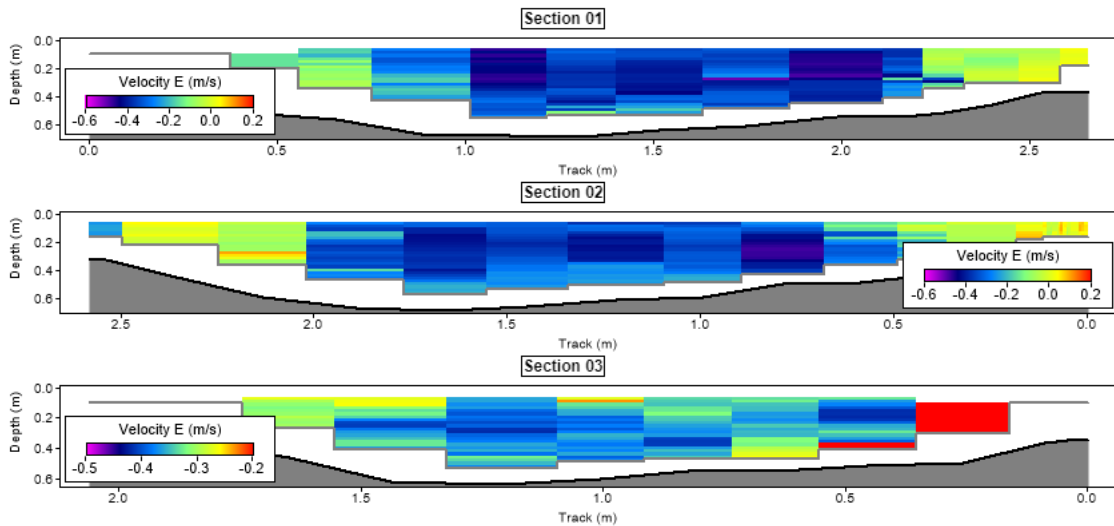 Section 01
Depth (m)
0.0
0.2
0.4
0.6
Velocity E (m/s)
-0.6 -0.4 -0.2 0.0 0.2
0.0 0.5 1.0 1.5 2.0 2.5
Track (m)
Section 02
Depth (m)
0.0
0.2
0.4
0.6
Velocity E (m/s)
-0.6 -0.4 -0.2 0.0 0.2
2.5 2.0 1.5 1.0 0.5 0.0
Track (m)
Section 03
Depth (m)
0.0
0.2
0.4
0.6
Velocity E (m/s)
-0.5 -0.4 -0.3 -0.2
2.0 1.5 1.0 0.5 0.0
Track (m)